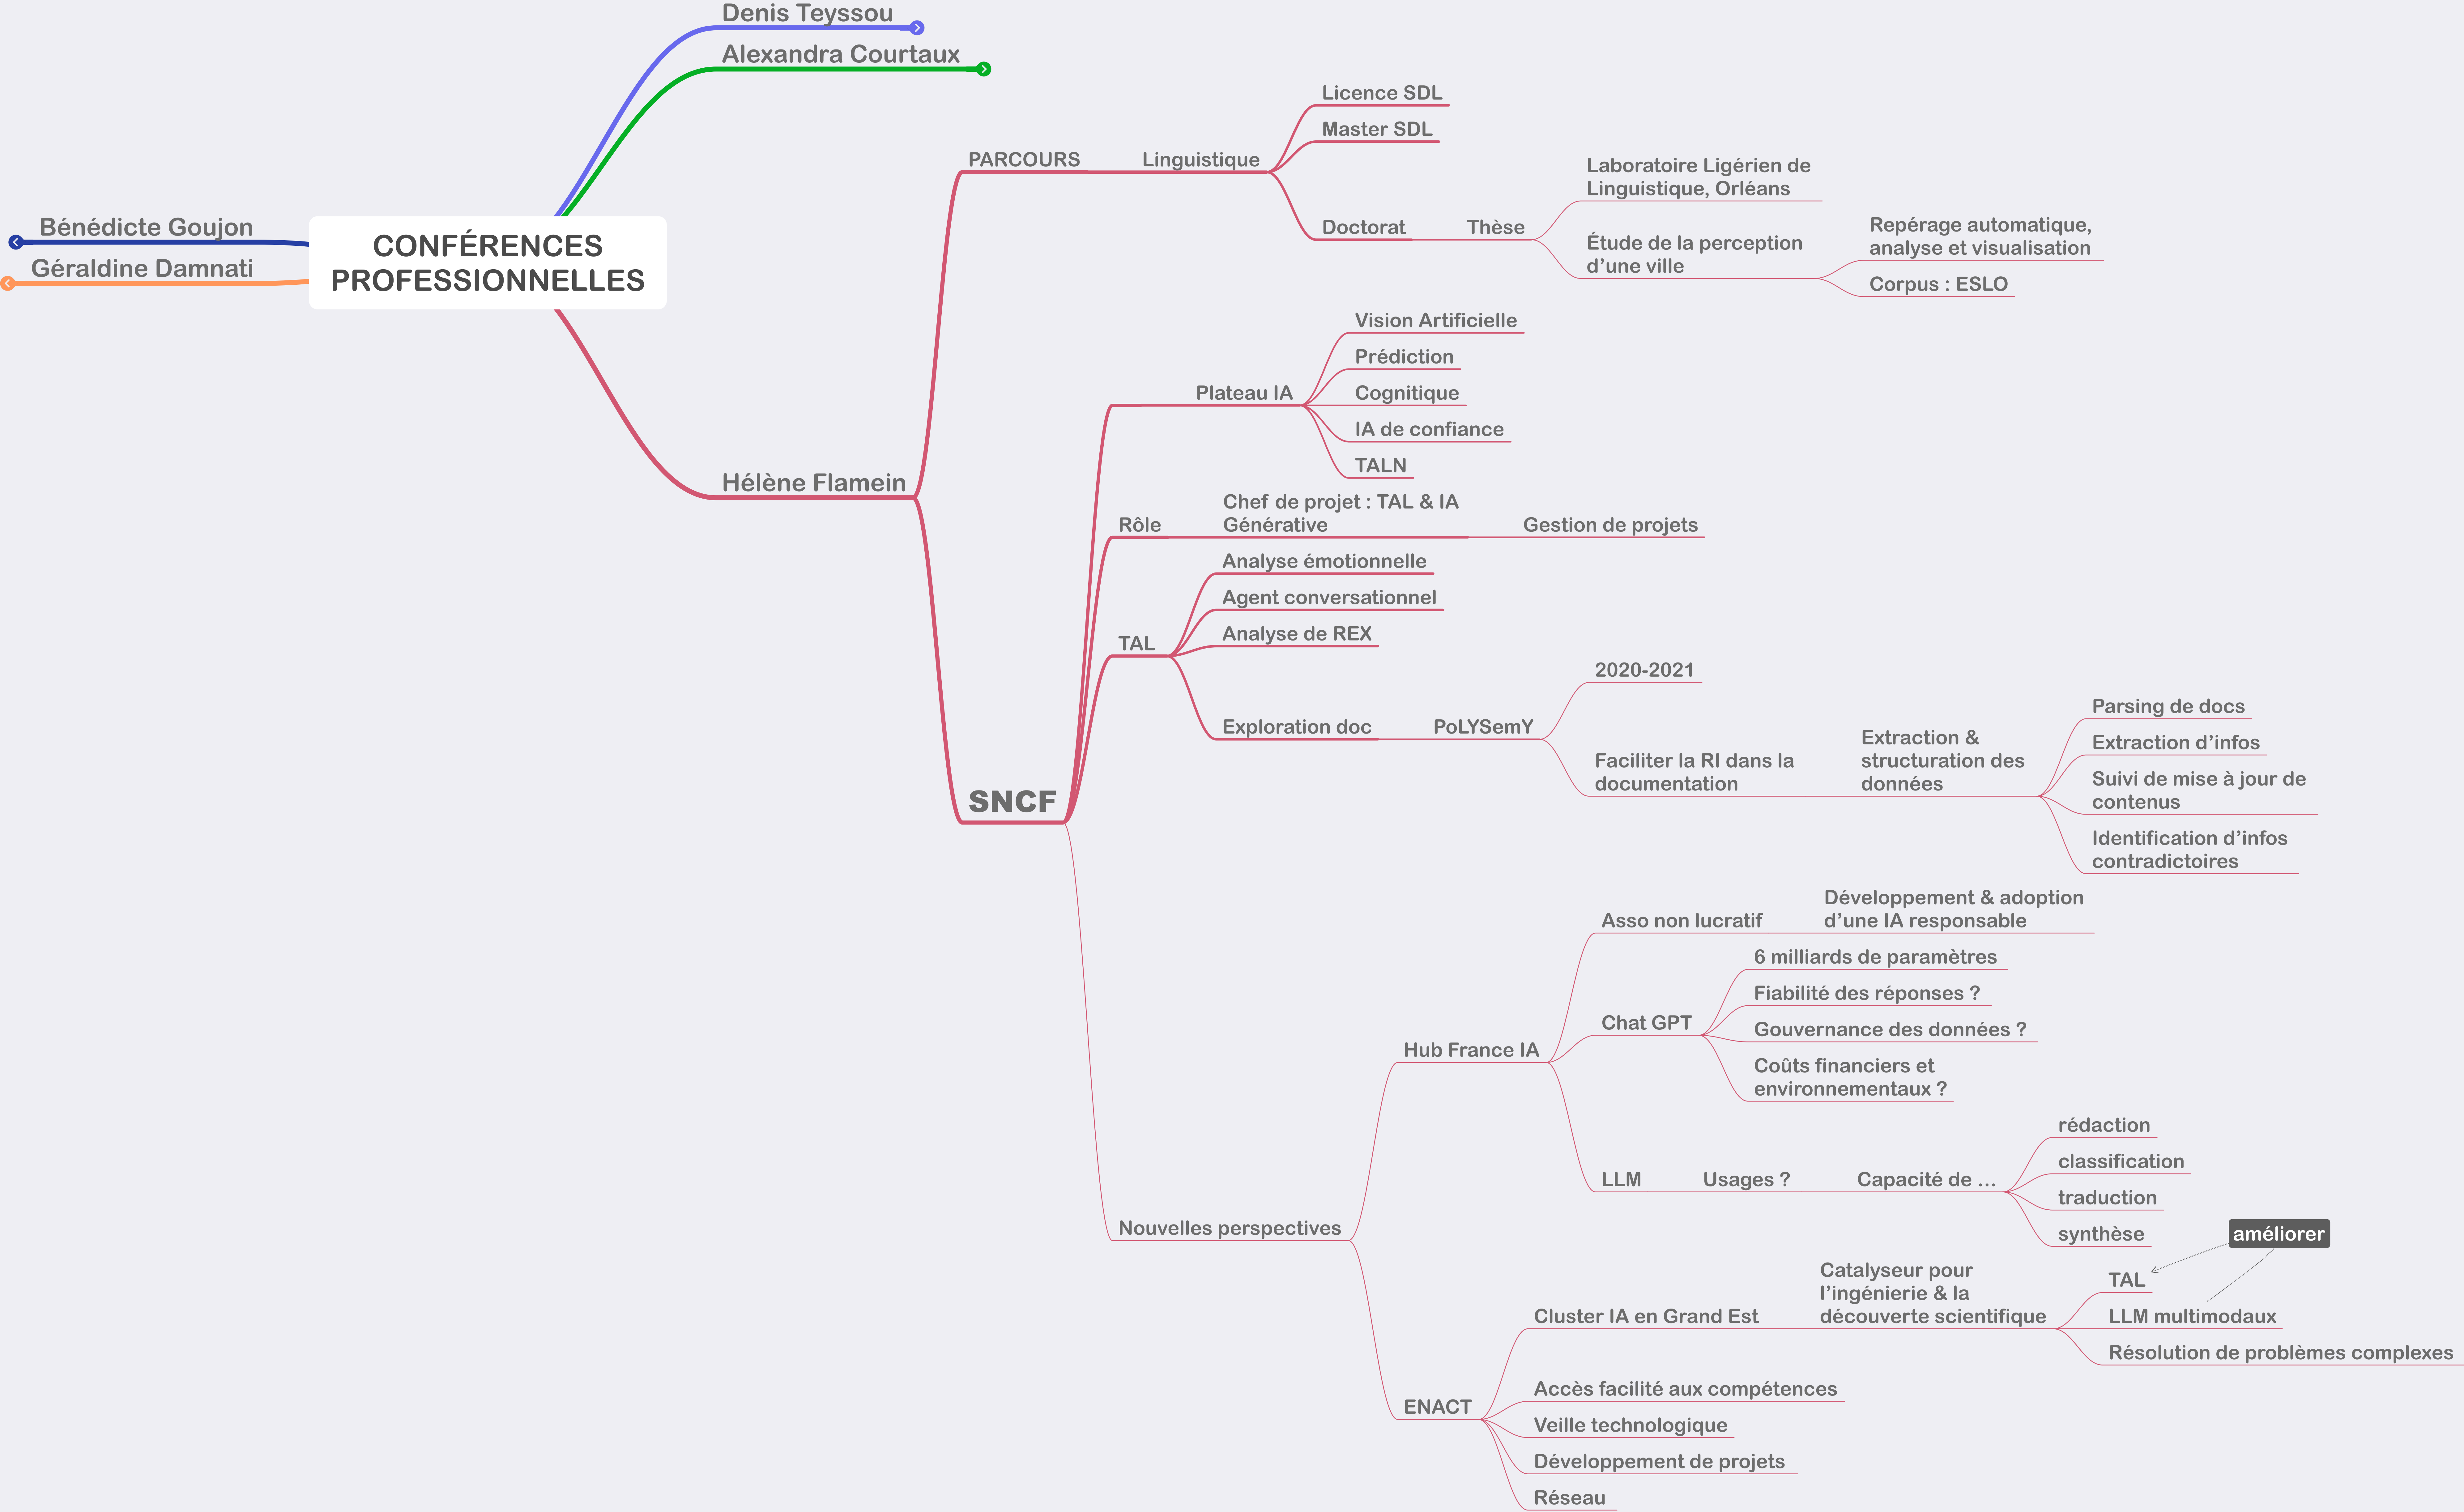 Denis Teyssou
Alexandra Courtaux
Bénédicte Goujon
Géraldine Damnati
CONFÉRENCES
PROFESSIONNELLES
Hélène Flamein
PARCOURS
Linguistique
Licence SDL
Master SDL
Doctorat
Thèse
Laboratoire Ligérien de
Linguistique, Orléans
Étude de la perception
d’une ville
Repérage automatique,
analyse et visualisation
Corpus : ESLO
SNCF
Plateau IA
Vision Artificielle
Prédiction
Cognitique
IA de confiance
TALN
Rôle
Chef de projet : TAL & IA
Générative
Gestion de projets
TAL
Analyse émotionnelle
Agent conversationnel
Analyse de REX
Exploration doc
PoLYSemY
2020-2021
Faciliter la RI dans la
documentation
Extraction &
structuration des
données
Parsing de docs
Extraction d’infos
Suivi de mise à jour de
contenus
Identification d’infos
contradictoires
Nouvelles perspectives
Hub France IA
Asso non lucratif
Développement & adoption
d’une IA responsable
Chat GPT
6 milliards de paramètres
Fiabilité des réponses ?
Gouvernance des données ?
Coûts financiers et
environnementaux ?
LLM
Usages ?
Capacité de ...
rédaction
classification
traduction
synthèse
ENACT
Cluster IA en Grand Est
Catalyseur pour
l’ingénierie & la
découverte scientifique
améliorer
TAL
LLM multimodaux
Résolution de problèmes complexes
Accès facilité aux compétences
Veille technologique
Développement de projets
Réseau